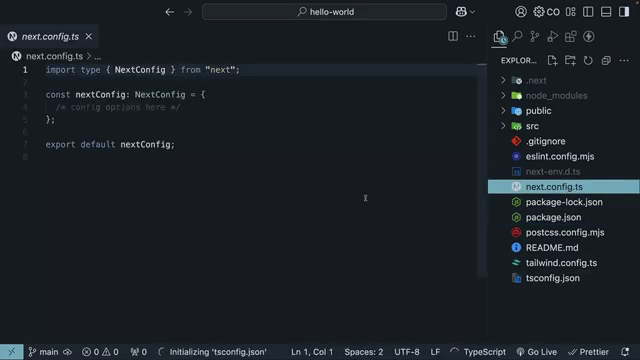 hello-world
CO
next.config.ts
next.config.ts > ...
1 import type { NextConfig } from "next";
2
3 const nextConfig: NextConfig = {
4 /* config options here */
5 };
6
7 export default nextConfig;
8
EXPLOR...
.next
node_modules
public
src
.gitignore
eslint.config.mjs
next-env.d.ts
next.config.ts
package-lock.json
package.json
postcss.config.mjs
README.md
tailwind.config.ts
tsconfig.json
main
0 0
0
Initializing 'tsconfig.json'
Ln 1, Col 1
Spaces: 2
UTF-8
LF
TypeScript
Go Live
Prettier